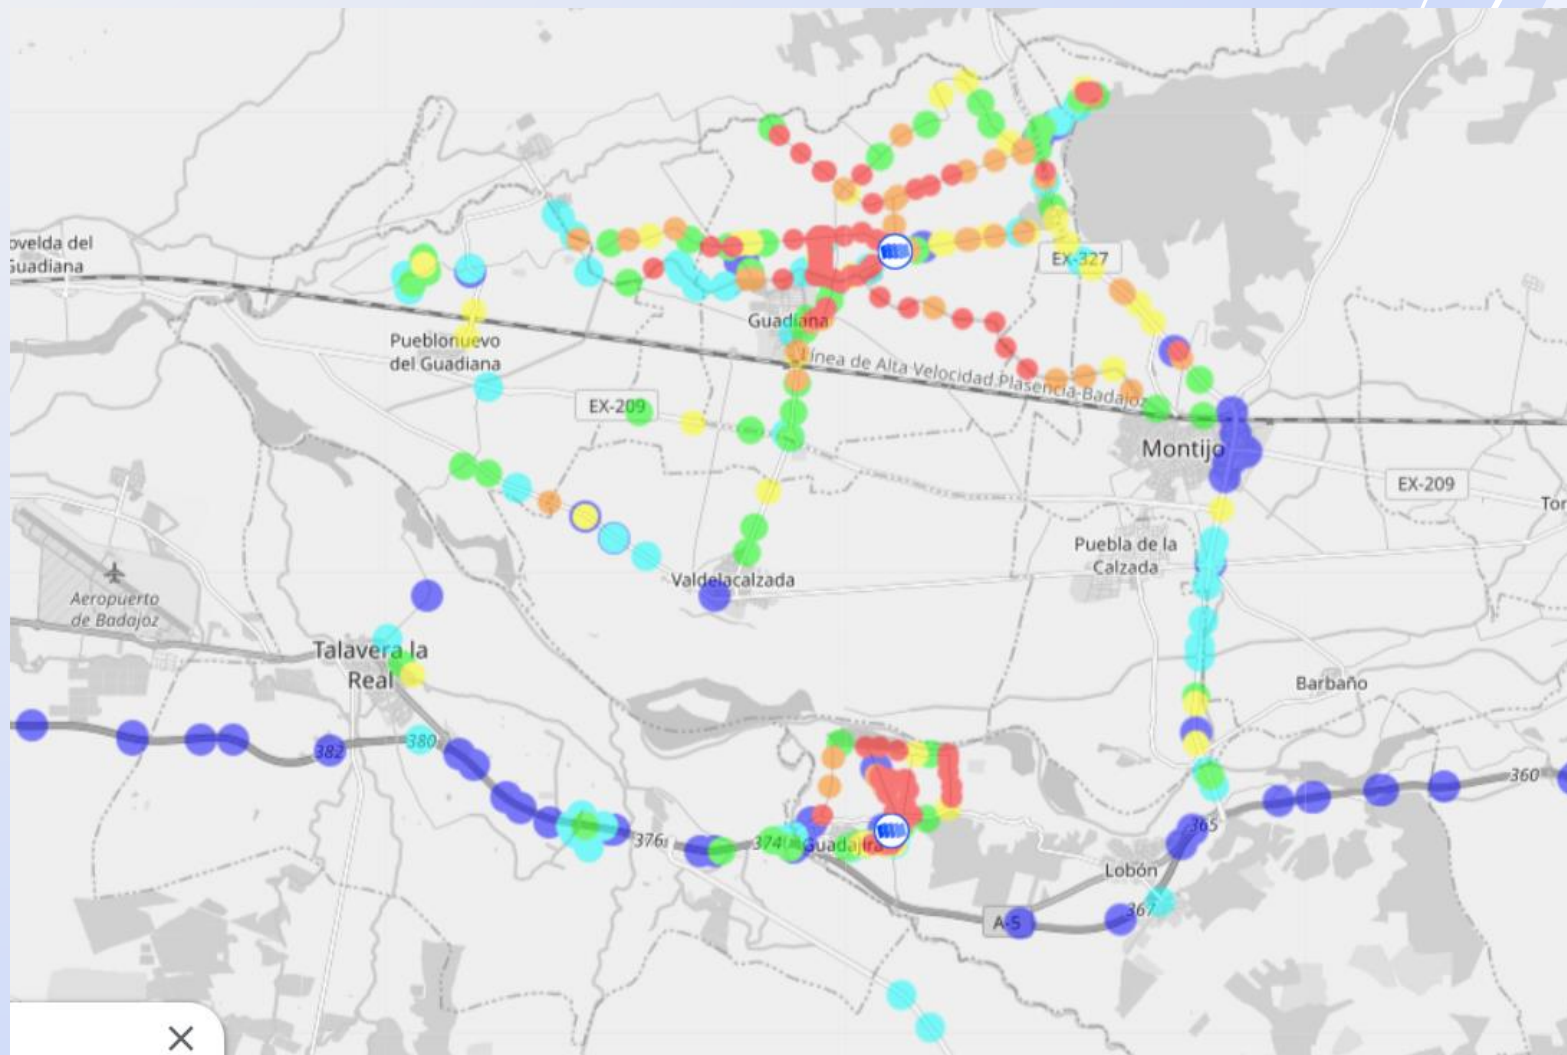 ovelda del
Guadiana
EX-327
Guadiana
Pueblonuevo
del Guadiana
Línea de Alta Velocidad Plasencia-Badajoz
EX-209
Montijo
EX-209
Tor
Puebla de la
Calzada
Aeropuerto
de Badajoz
Valdelacalzada
Talavera la
Real
Barbaño
382
380
376
374
Guadajira
365
360
Lobón
367
A-5